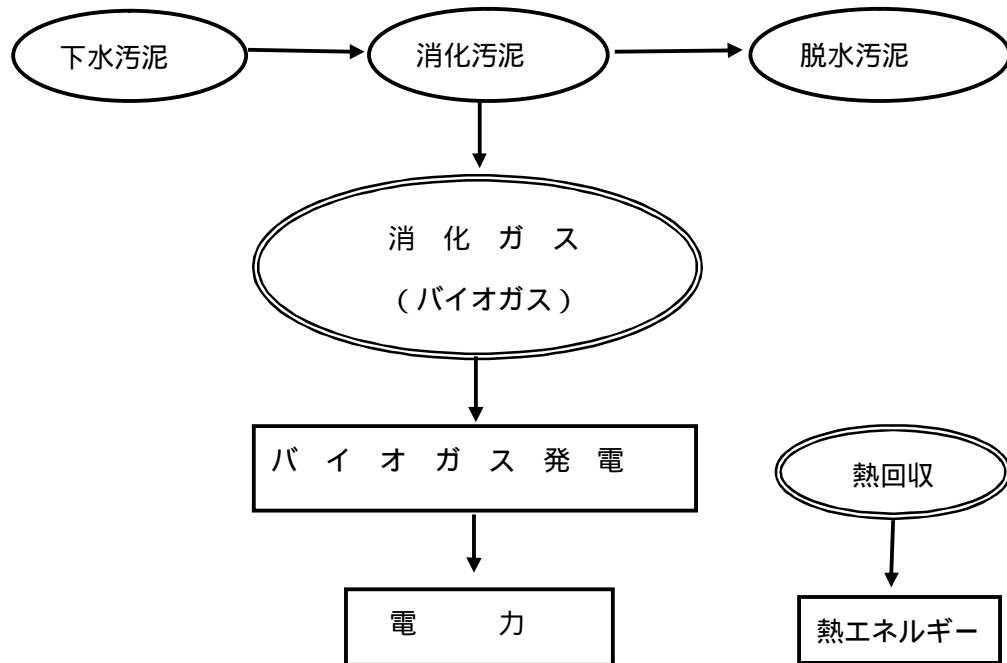 下水汚泥
消化汚泥
脱水汚泥
消 化 ガ ス
（バイオガス）
バ イ オ ガ ス 発 電
熱回収
電 力
熱エネルギー